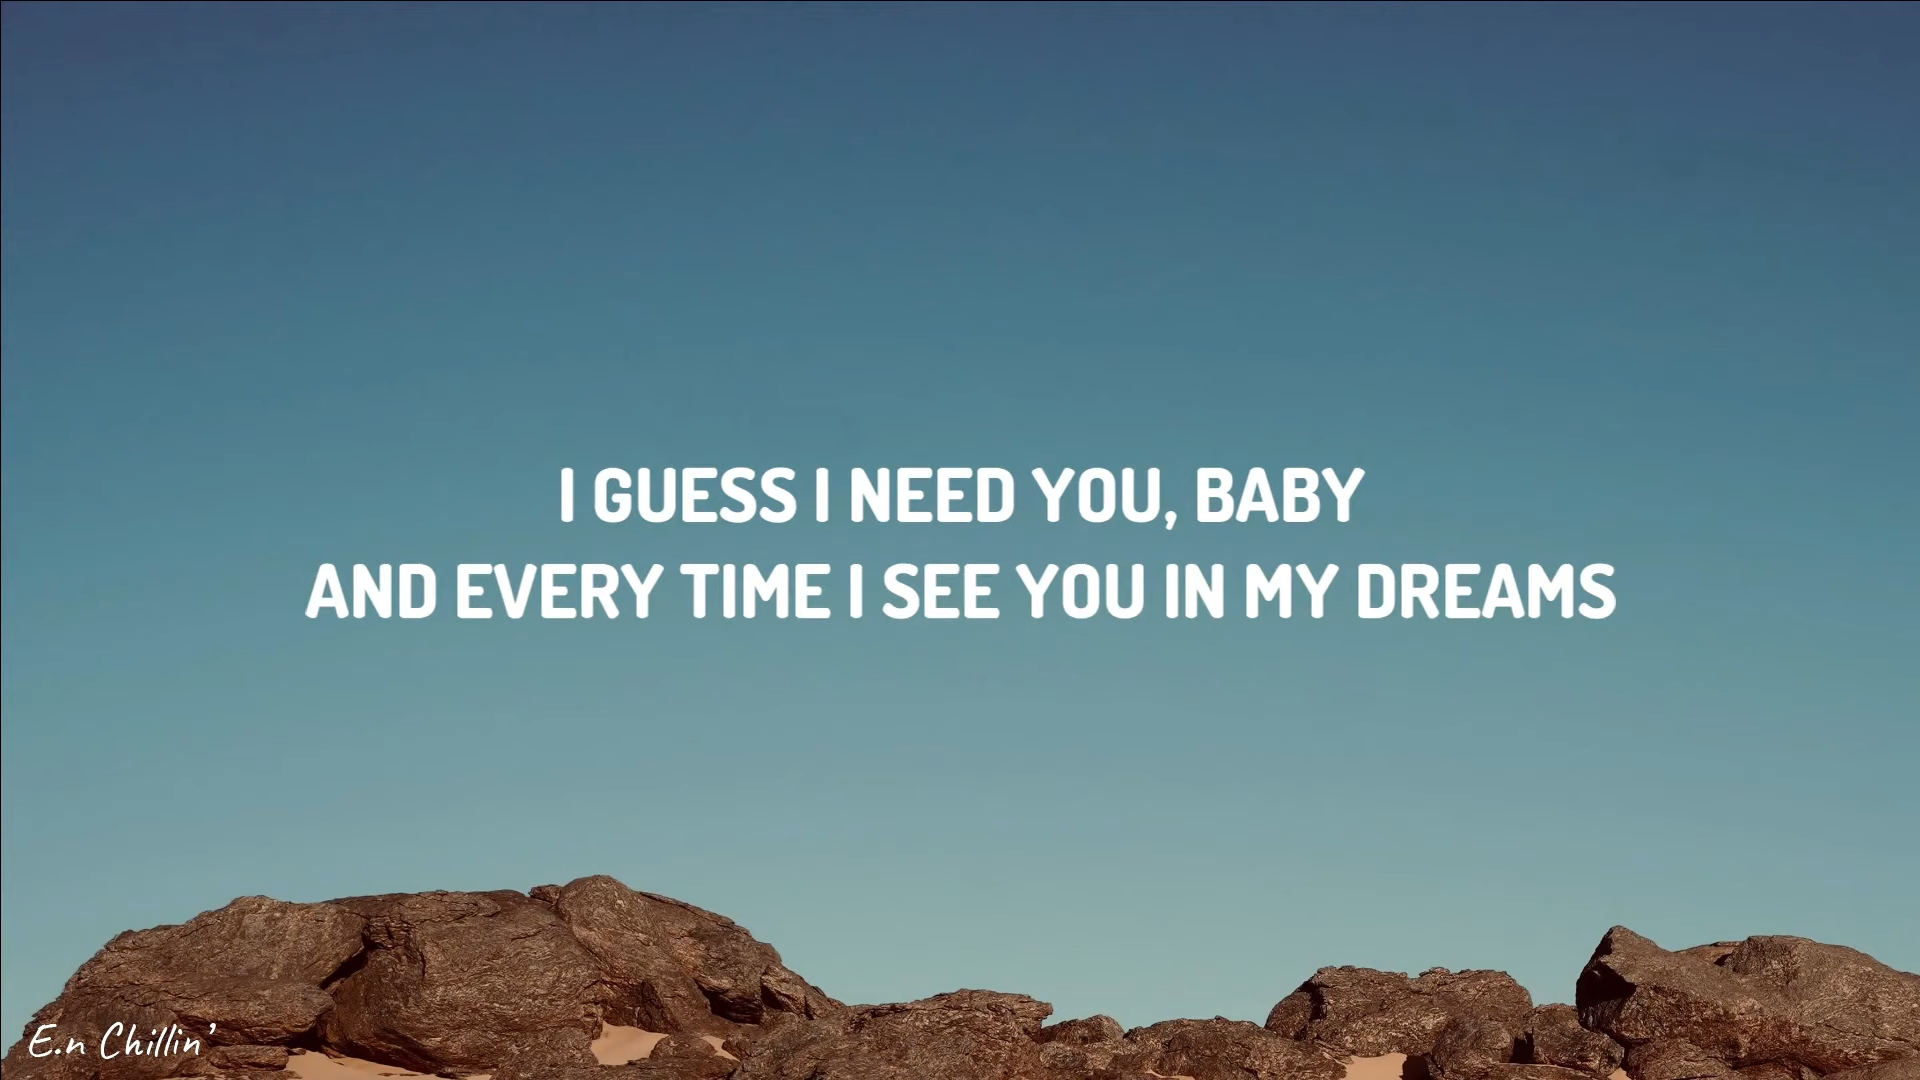 I GUESS I NEED YOU, BABY
AND EVERY TIME I SEE YOU IN MY DREAMS
E.n Chillin'